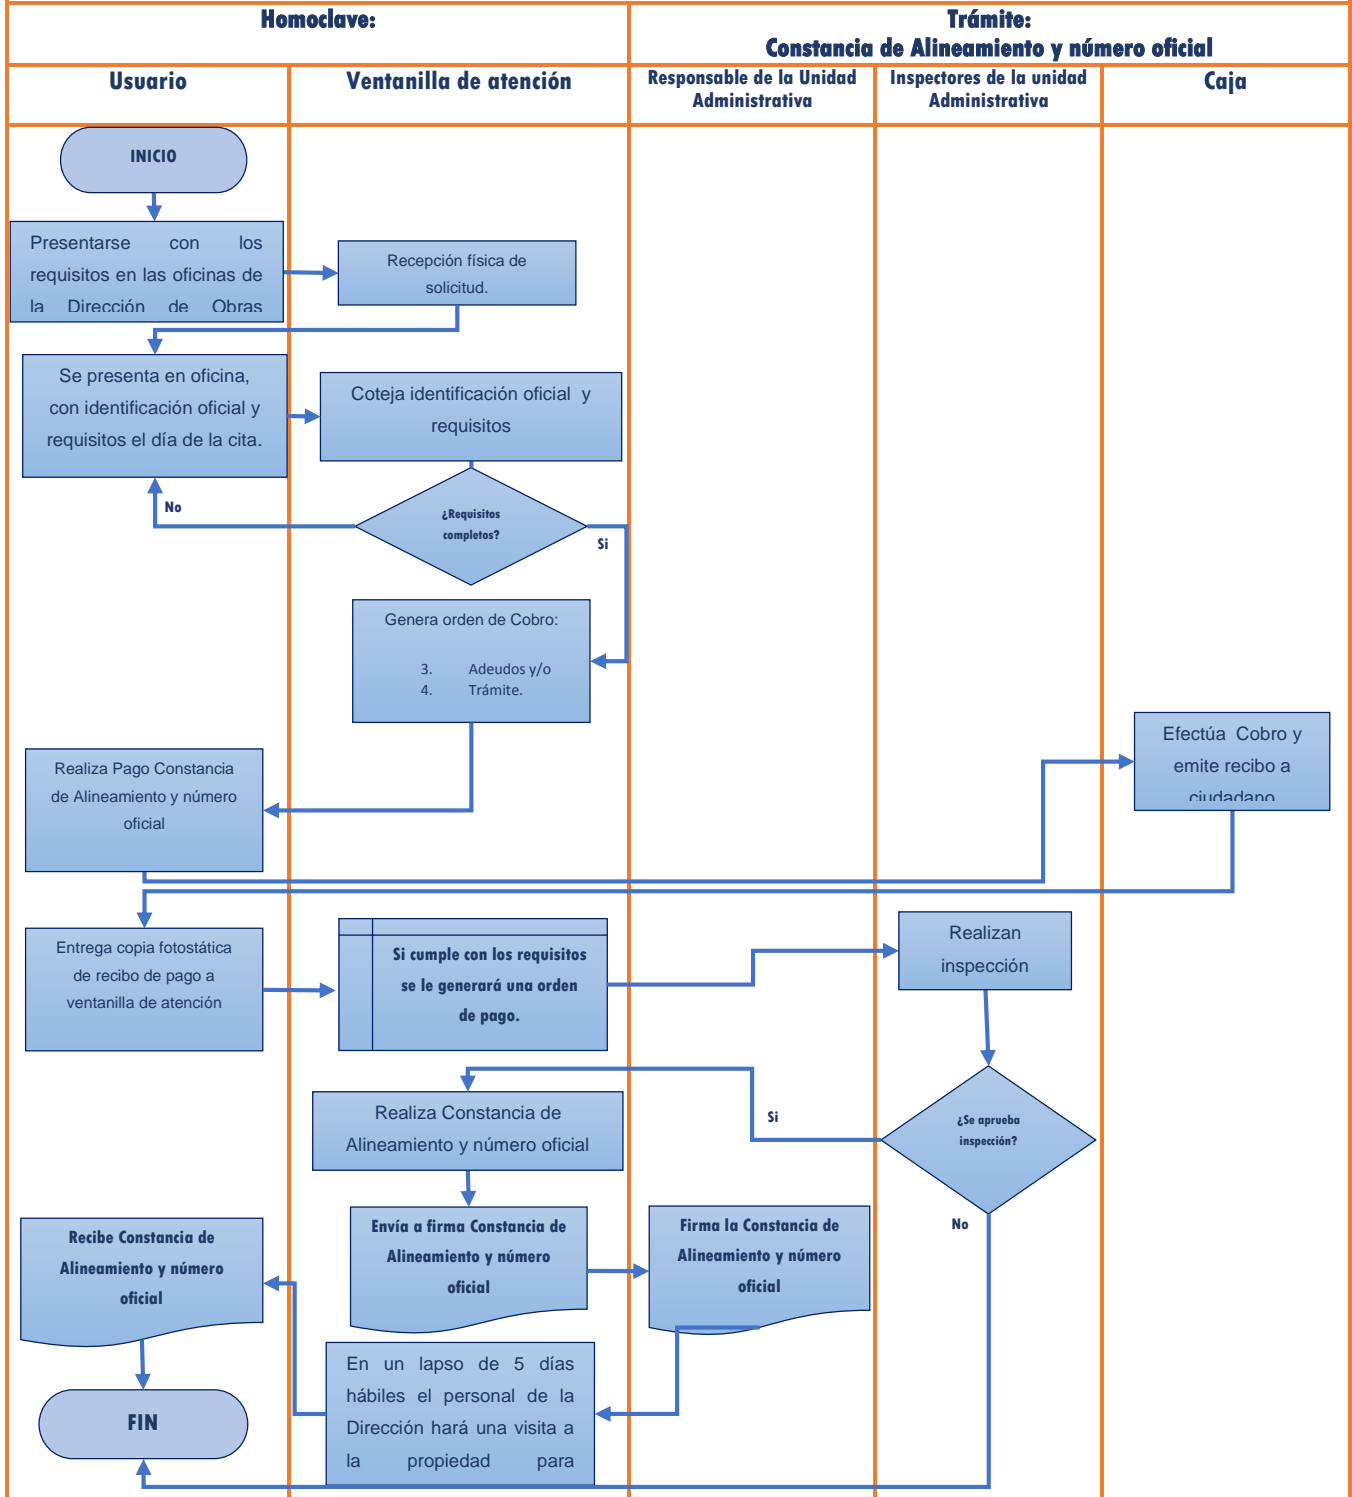 Homoclave:
Trámite:
Constancia de Alineamiento y número oficial
Usuario
Ventanilla de atención
Responsable de la Unidad
Administrativa
Inspectores de la unidad
Administrativa
Caja
INICIO
Presentarse con los
requisitos en las oficinas de
la Dirección de Obras
Recepción física de
solicitud.
Se presenta en oficina,
con identificación oficial y
requisitos el día de la cita.
Coteja identificación oficial y
requisitos
No
¿Requisitos
completos?
Si
Genera orden de Cobro:
3. Adeudos y/o
4. Trámite.
Efectúa Cobro y
emite recibo a
ciudadano
Realiza Pago Constancia
de Alineamiento y número
oficial
Entrega copia fotostática
de recibo de pago a
ventanilla de atención
Si cumple con los requisitos
se le generará una orden
de pago.
Realizan
inspección
Realiza Constancia de
Alineamiento y número oficial
Si
¿Se aprueba
inspección?
No
Recibe Constancia de
Alineamiento y número
oficial
Envía a firma Constancia de
Alineamiento y número
oficial
Firma la Constancia de
Alineamiento y número
oficial
En un lapso de 5 días
hábiles el personal de la
Dirección hará una visita a
la propiedad para
FIN